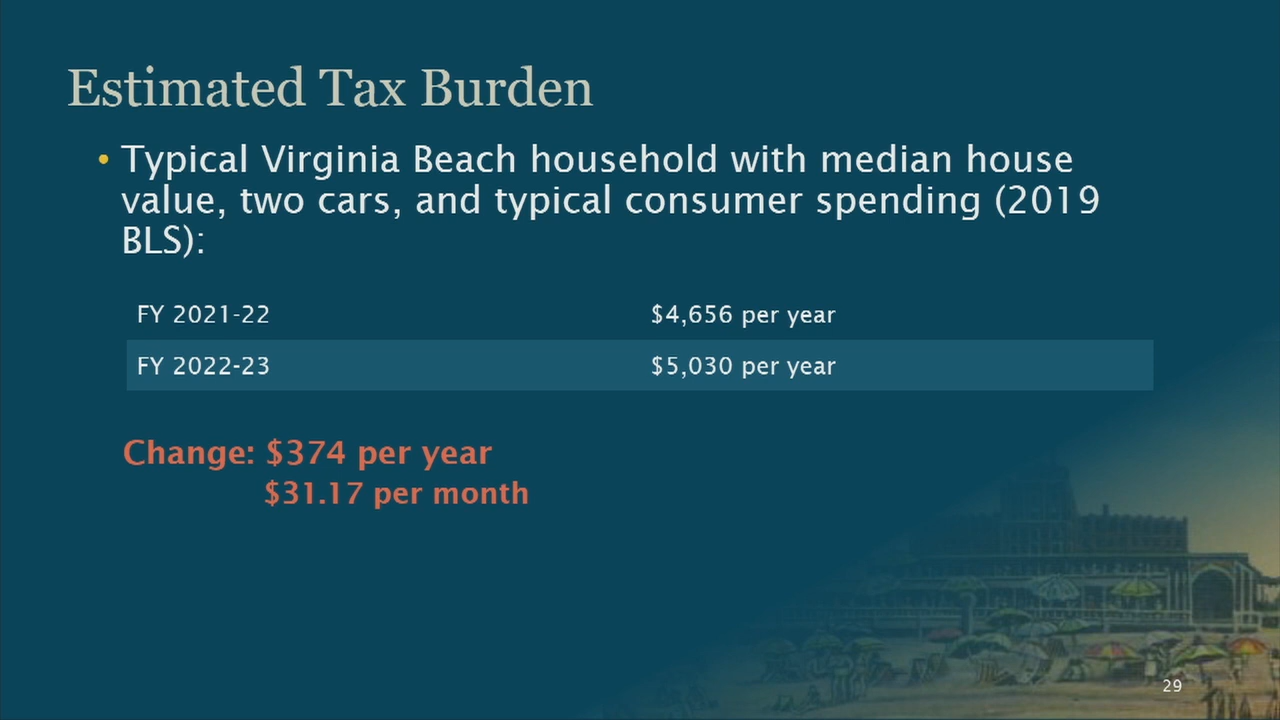 Estimated Tax Burden
• Typical Virginia Beach household with median house
value, two cars, and typical consumer spending (2019
BLS):
FY 2021-22 $4,656 per year
FY 2022-23 $5,030 per year
Change: $374 per year
$31.17 per month
29